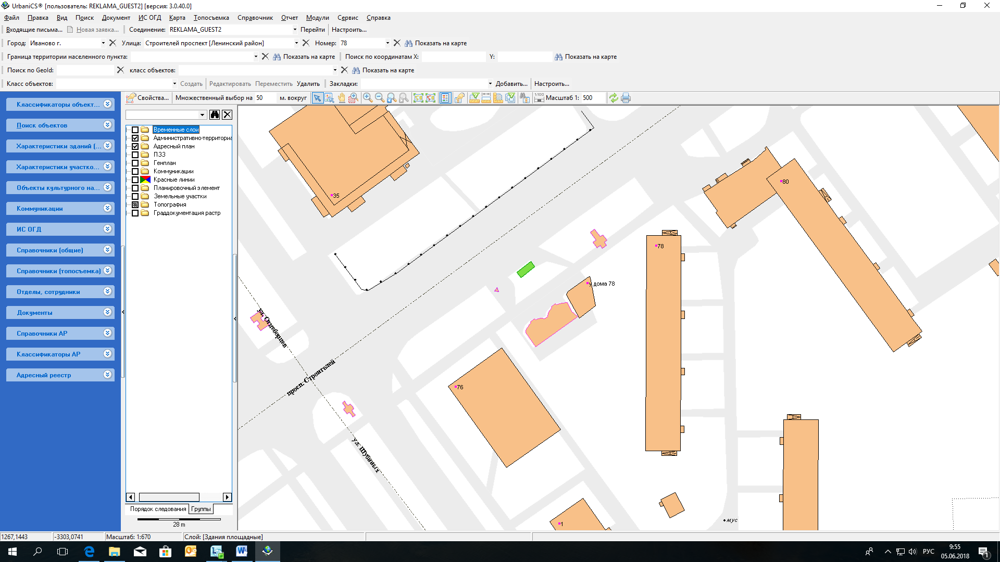 UrbaniCS® [пользователь: REKLAMA_GUEST2] [версия: 3.0.40.0]
Файл Правка Вид Поиск Документ ИС ОГД Карта Топосъемка Справочник Отчет Модули Сервис Справка
Входящие письма... Новая заявка... Соединение: REKLAMA_GUEST2 Перейти Настроить...
Город: Иваново г. Улица: Строителей проспект [Ленинский район] Номер: 78 Показать на карте
Граница территории населенного пункта: Показать на карте Поиск по координатам X: Y: Показать на карте
Поиск по GeoId: класс объектов: Показать на карте
Класс объектов: Создать Редактировать Переместить Удалить Закладки: Добавить... Настроить...
Свойства... Множественный выбор на 50 м. вокруг 1:100 Масштаб 1: 500
Классификаторы объект...
Поиск объектов
Характеристики зданий (...
Характеристики участко...
Объекты культурного на...
Коммуникации
ИС ОГД
Справочники (общие)
Справочники (топосъемка)
Отделы, сотрудники
Документы
Справочники АР
Классификаторы АР
Адресный реестр
Временные слои
Административно-территориа
Адресный план
ПЗЗ
Генплан
Коммуникации
Красные линии
Планировочный элемент
Земельные участки
Топография
Граддокументация растр
Порядок следования Группы
28 m
35
80
78
у дома 78
ул. Огнеборцев
просп. Строителей
76
ул. Шубиных
1
мус
1267,1443 -3303,0741 Масштаб: 1:670 Слой: [Здания площадные]
РУС
9:55
05.06.2018
1